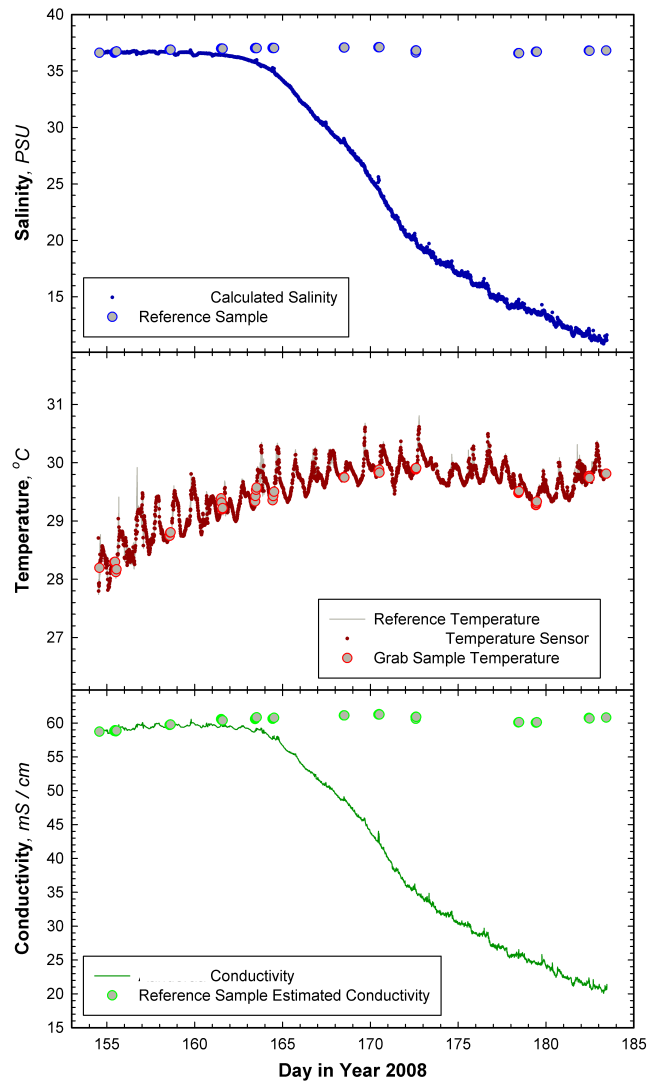 40
35
30
25
20
15
Salinity, PSU
Calculated Salinity
Reference Sample
31
30
29
28
27
Temperature, °C
Reference Temperature
Temperature Sensor
Grab Sample Temperature
60
55
50
45
40
35
30
25
20
15
Conductivity, mS / cm
Conductivity
Reference Sample Estimated Conductivity
155 160 165 170 175 180 185
Day in Year 2008